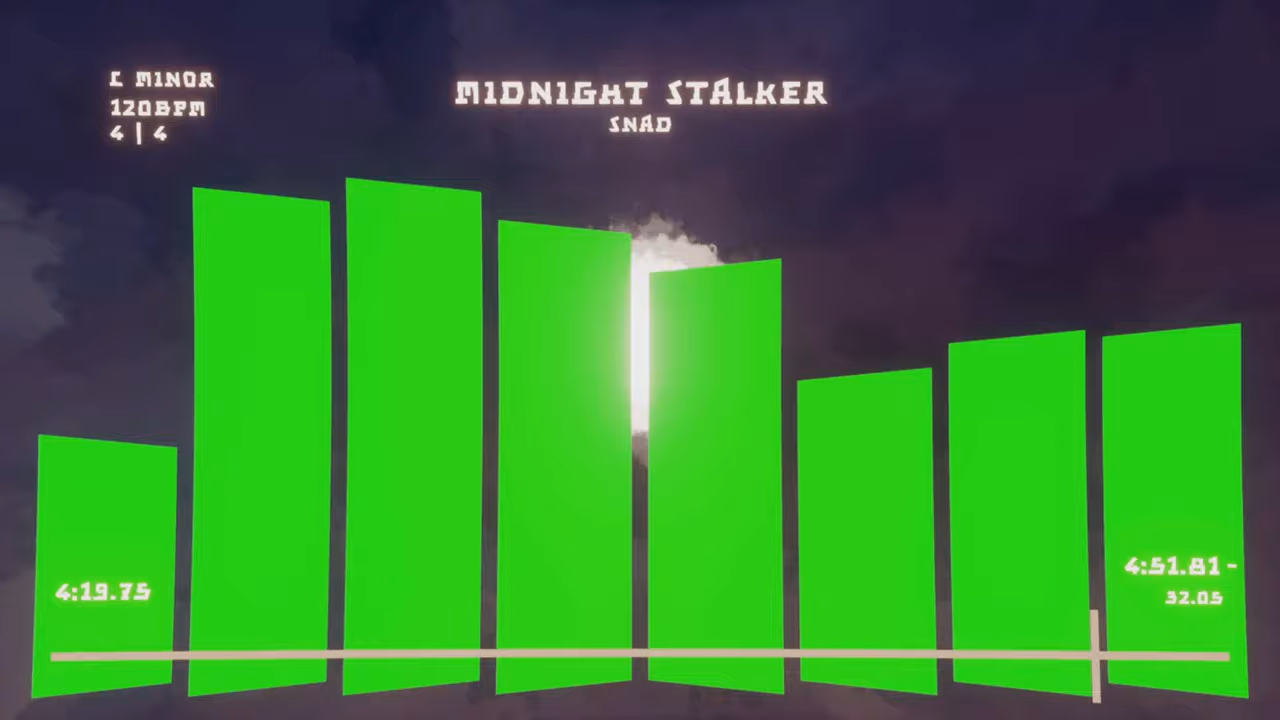 C MINOR
120BPM
4 | 4
MIDNIGHT STALKER
SNAD
4:19.75
4:51.81 -
32.05